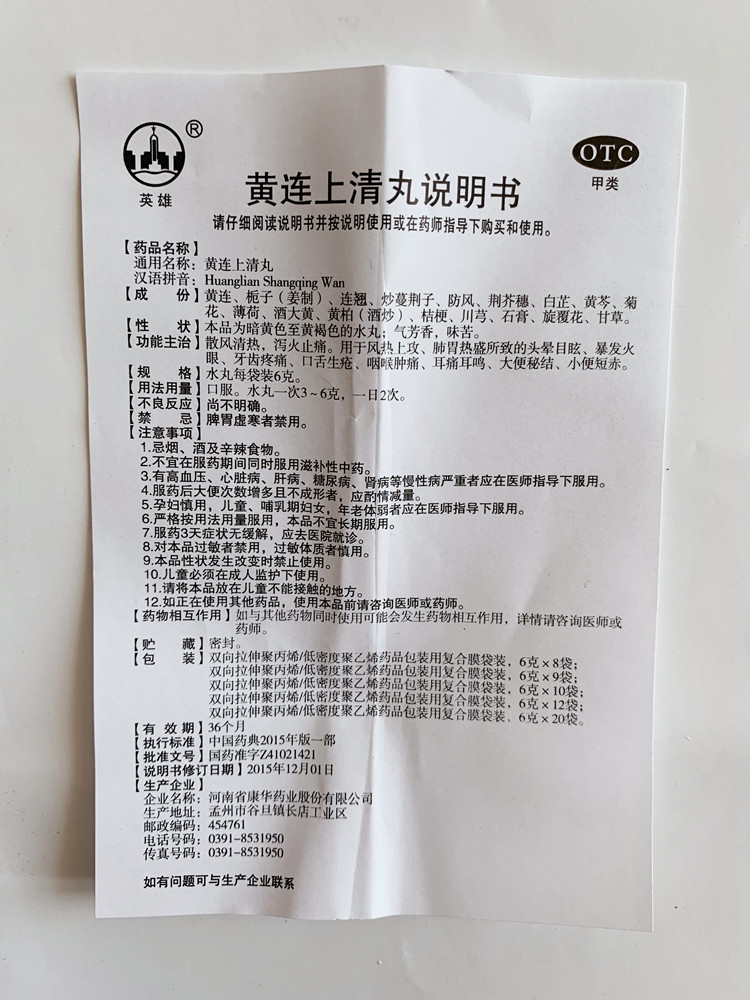 ®
英雄
OTC
甲类
黄连上清丸说明书
请仔细阅读说明书并按说明使用或在药师指导下购买和使用。
【药品名称】
通用名称：黄连上清丸
汉语拼音：Huanglian Shangqing Wan
【成 份】黄连、栀子（姜制）、连翘、炒蔓荆子、防风、荆芥穗、白芷、黄芩、菊
花、薄荷、酒大黄、黄柏（酒炒）、桔梗、川芎、石膏、旋覆花、甘草。
【性 状】本品为暗黄色至黄褐色的水丸；气芳香，味苦。
【功能主治】散风清热，泻火止痛。用于风热上攻、肺胃热盛所致的头晕目眩、暴发火
眼、牙齿疼痛、口舌生疮、咽喉肿痛、耳痛耳鸣、大便秘结、小便短赤。
【规 格】水丸每袋装6克。
【用法用量】口服。水丸一次3～6克，一日2次。
【不良反应】尚不明确。
【禁 忌】脾胃虚寒者禁用。
【注意事项】
1.忌烟、酒及辛辣食物。
2.不宜在服药期间同时服用滋补性中药。
3.有高血压、心脏病、肝病、糖尿病、肾病等慢性病严重者应在医师指导下服用。
4.服药后大便次数增多且不成形者，应酌情减量。
5.孕妇慎用，儿童、哺乳期妇女，年老体弱者应在医师指导下服用。
6.严格按用法用量服用，本品不宜长期服用。
7.服药3天症状无缓解，应去医院就诊。
8.对本品过敏者禁用，过敏体质者慎用。
9.本品性状发生改变时禁止使用。
10.儿童必须在成人监护下使用。
11.请将本品放在儿童不能接触的地方。
12.如正在使用其他药品，使用本品前请咨询医师或药师。
【药物相互作用】如与其他药物同时使用可能会发生药物相互作用，详情请咨询医师或
药师。
【贮 藏】密封。
【包 装】双向拉伸聚丙烯/低密度聚乙烯药品包装用复合膜袋装，6克×8袋；
双向拉伸聚丙烯/低密度聚乙烯药品包装用复合膜袋装，6克×9袋；
双向拉伸聚丙烯/低密度聚乙烯药品包装用复合膜袋装，6克×10袋；
双向拉伸聚丙烯/低密度聚乙烯药品包装用复合膜袋装，6克×12袋；
双向拉伸聚丙烯/低密度聚乙烯药品包装用复合膜袋装，6克×20袋。
【有 效 期】36个月
【执行标准】中国药典2015年版一部
【批准文号】国药准字Z41021421
【说明书修订日期】2015年12月01日
【生产企业】
企业名称：河南省康华药业股份有限公司
生产地址：孟州市谷旦镇长店工业区
邮政编码：454761
电话号码：0391-8531950
传真号码：0391-8531950
如有问题可与生产企业联系